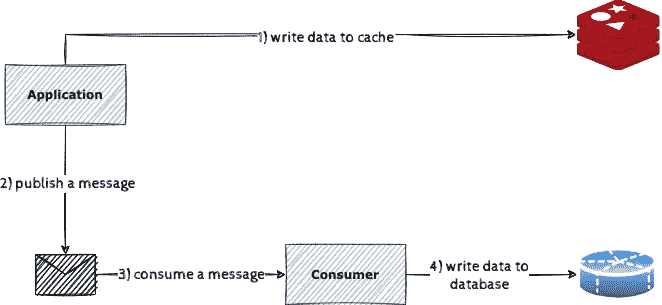 1) write data to cache
Application
2) publish a message
3) consume a message
Consumer
4) write data to
database